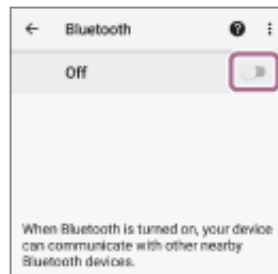 Bluetooth
Off
When Bluetooth is turned on, your device
can communicate with other nearby
Bluetooth devices.